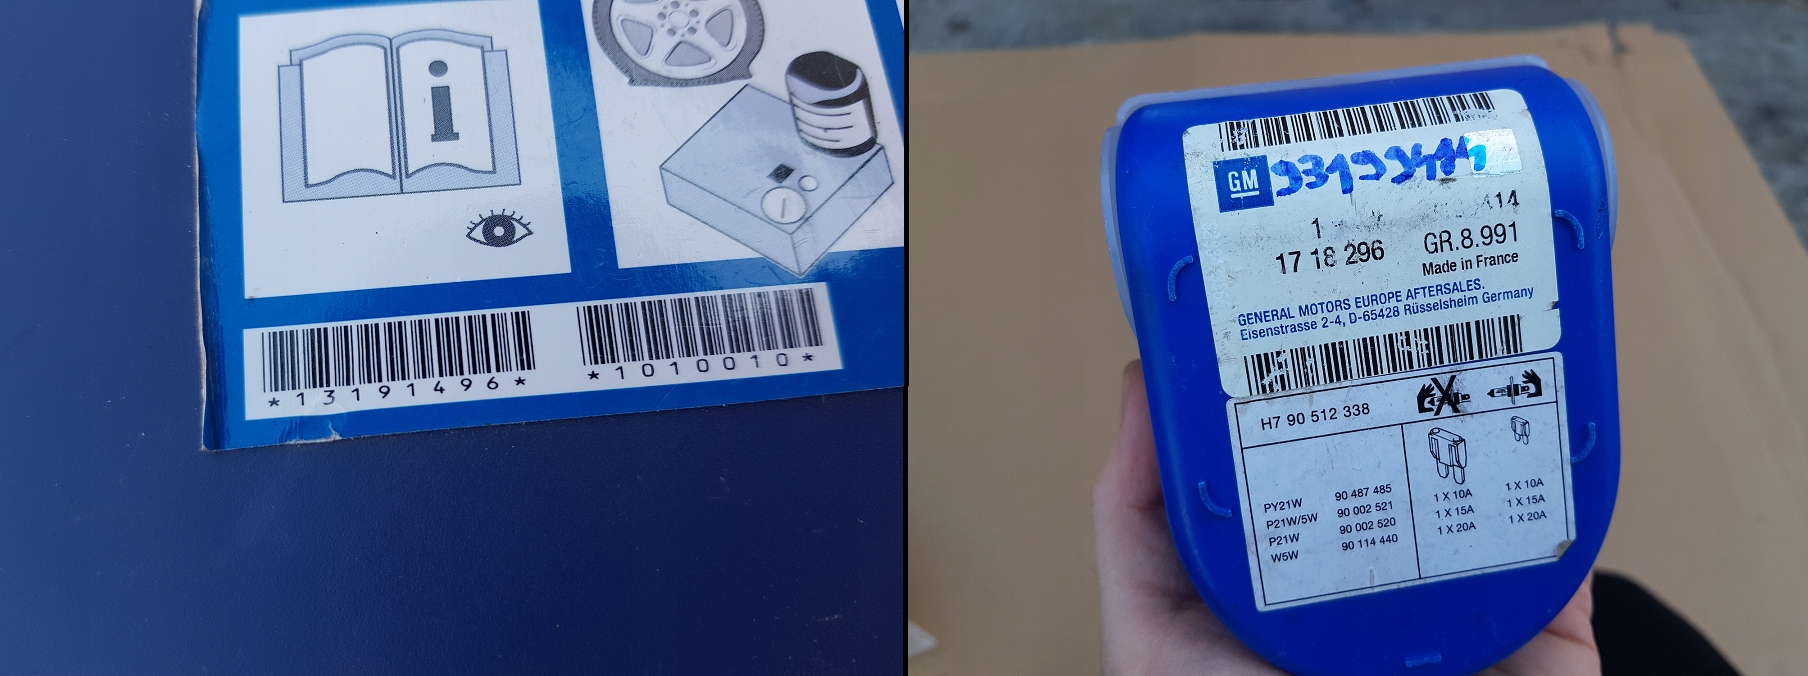 i
*13191496*
*1010010*
GM
1
17 18 296
GR.8.991
Made in France
GENERAL MOTORS EUROPE AFTERSALES.
Eisenstrasse 2-4, D-65428 Rüsselsheim Germany
H7 90 512 338
PY21W 90 487 485
P21W/5W 90 002 521
P21W 90 002 520
W5W 90 114 440
1 X 10A 1 X 10A
1 X 15A 1 X 15A
1 X 20A 1 X 20A